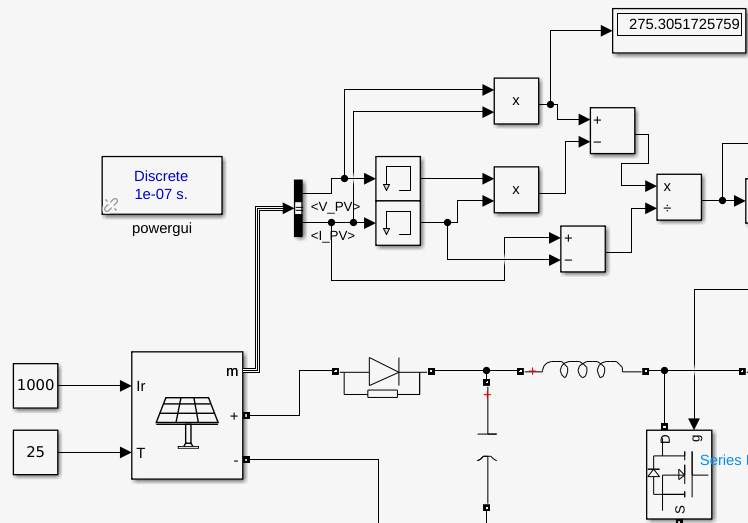 275.3051725759
x
+
−
Discrete
1e-07 s.
powergui
x
x
÷
<V_PV>
<I_PV>
+
−
m
1000
Ir
+
25
T
-
+
+
D
g
Series
S